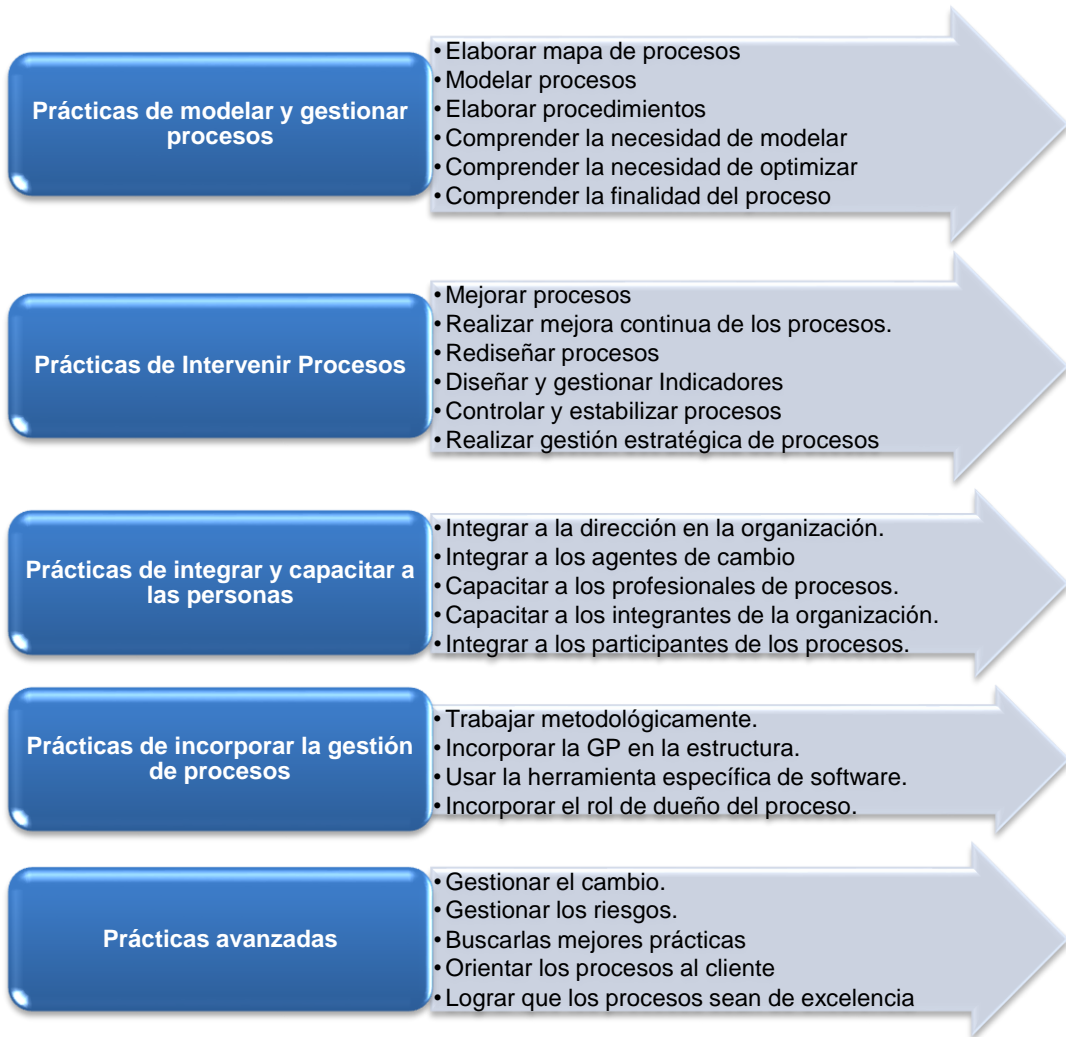 Prácticas de modelar y gestionar
procesos
• Elaborar mapa de procesos
• Modelar procesos
• Elaborar procedimientos
• Comprender la necesidad de modelar
• Comprender la necesidad de optimizar
• Comprender la finalidad del proceso
Prácticas de Intervenir Procesos
• Mejorar procesos
• Realizar mejora continua de los procesos.
• Rediseñar procesos
• Diseñar y gestionar Indicadores
• Controlar y estabilizar procesos
• Realizar gestión estratégica de procesos
Prácticas de integrar y capacitar a
las personas
• Integrar a la dirección en la organización.
• Integrar a los agentes de cambio
• Capacitar a los profesionales de procesos.
• Capacitar a los integrantes de la organización.
• Integrar a los participantes de los procesos.
Prácticas de incorporar la gestión
de procesos
• Trabajar metodológicamente.
• Incorporar la GP en la estructura.
• Usar la herramienta específica de software.
• Incorporar el rol de dueño del proceso.
Prácticas avanzadas
• Gestionar el cambio.
• Gestionar los riesgos.
• Buscarlas mejores prácticas
• Orientar los procesos al cliente
• Lograr que los procesos sean de excelencia